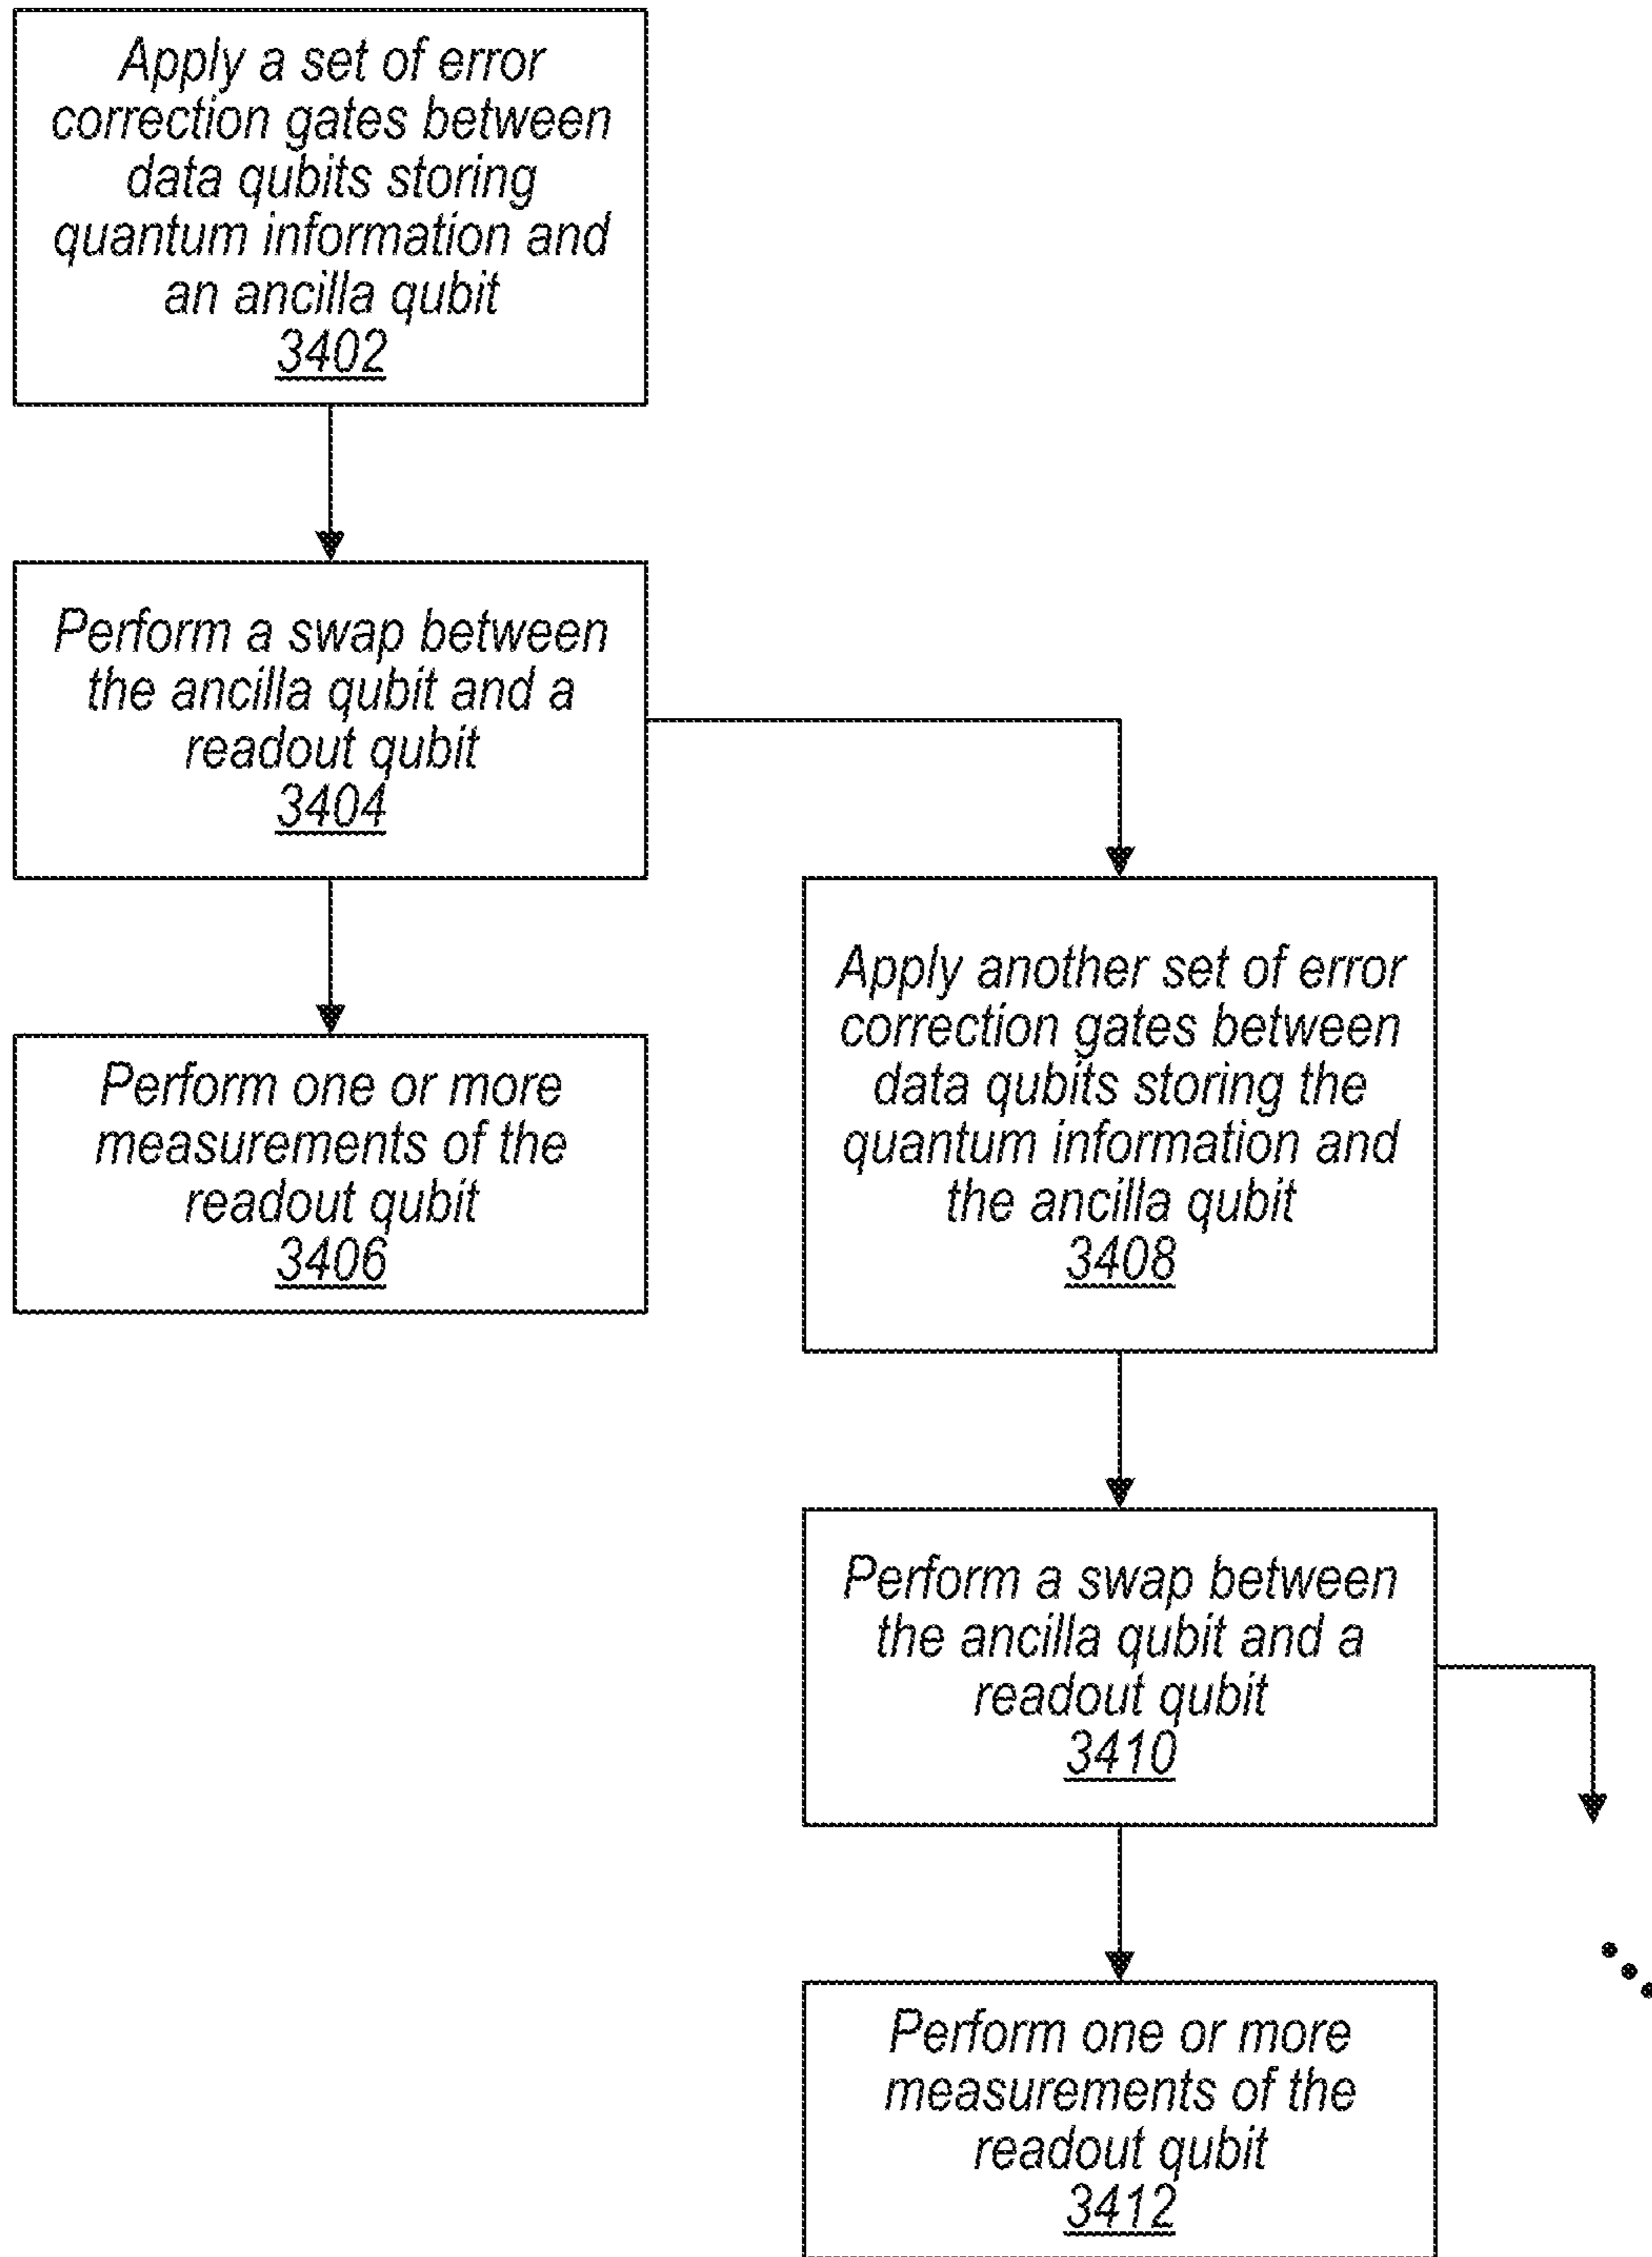 Apply a set of error
correction gates between
data qubits storing
quantum information and
an ancilla qubit
3402
Perform a swap between
the ancilla qubit and a
readout qubit
3404
Perform one or more
measurements of the
readout qubit
3406
Apply another set of error
correction gates between
data qubits storing the
quantum information and
the ancilla qubit
3408
Perform a swap between
the ancilla qubit and a
readout qubit
3410
Perform one or more
measurements of the
readout qubit
3412